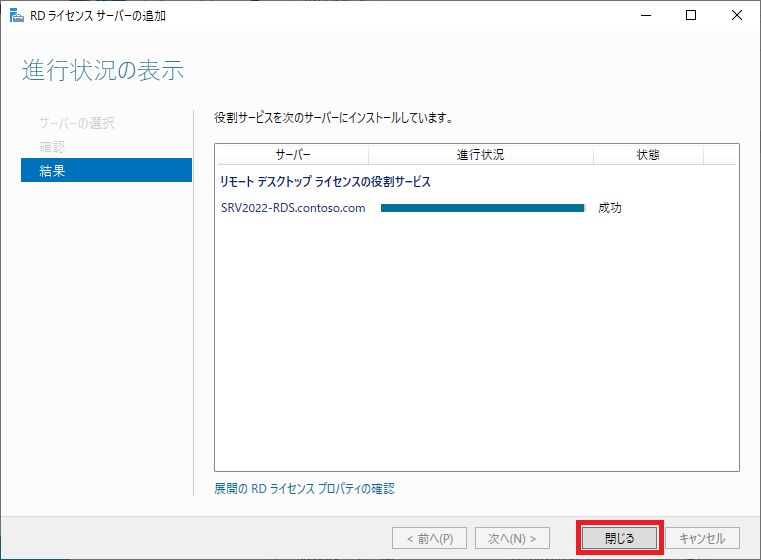 RD ライセンス サーバーの追加
進行状況の表示
サーバーの選択
確認
結果
役割サービスを次のサーバーにインストールしています。
サーバー 進行状況 状態
リモート デスクトップ ライセンスの役割サービス
SRV2022-RDS.contoso.com 成功
展開の RD ライセンス プロパティの確認
< 前へ(P) 次へ(N) > 閉じる キャンセル